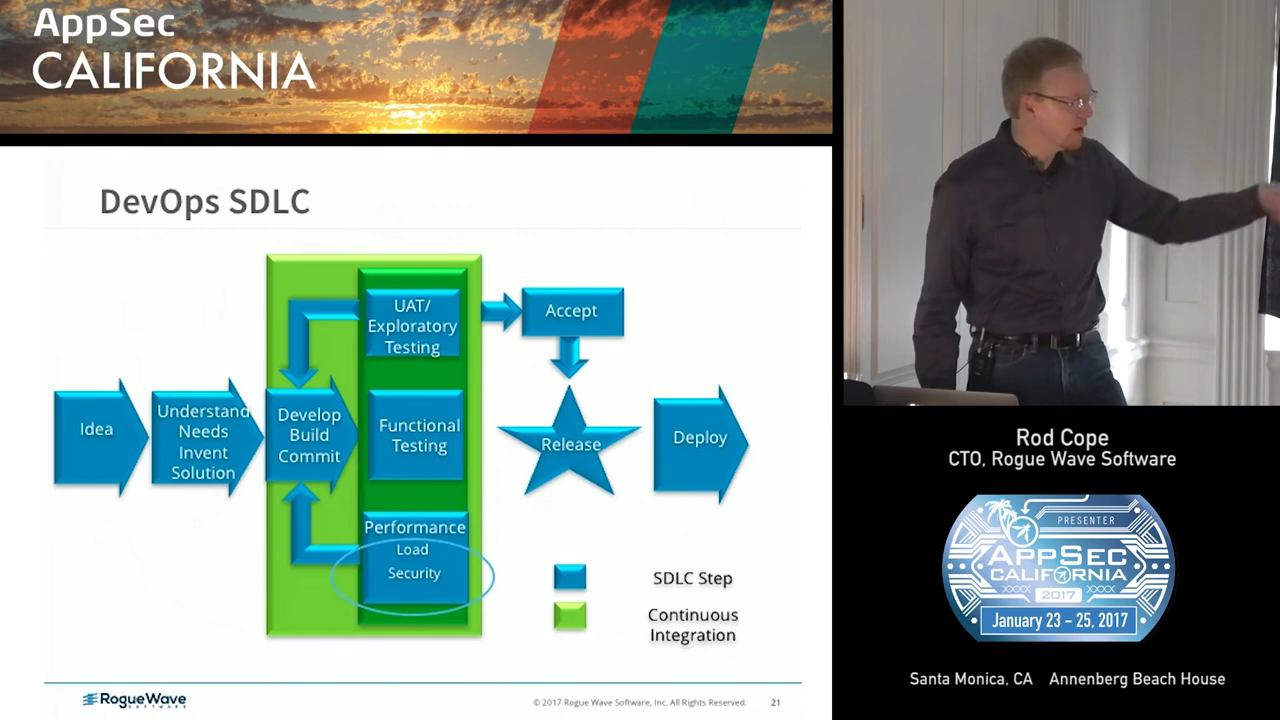 AppSec
CALIFORNIA
DevOps SDLC
UAT/
Exploratory
Testing
Accept
Idea
Understand
Needs
Invent
Solution
Develop
Build
Commit
Functional
Testing
Release
Deploy
Performance
Load
Security
SDLC Step
Continuous
Integration
RogueWave
SOFTWARE
© 2017 Rogue Wave Software, Inc. All Rights Reserved.
21
Rod Cope
CTO, Rogue Wave Software
PRESENTER
APPSEC
CALIFORNIA
2017
January 23 – 25, 2017
Santa Monica, CA Annenberg Beach House